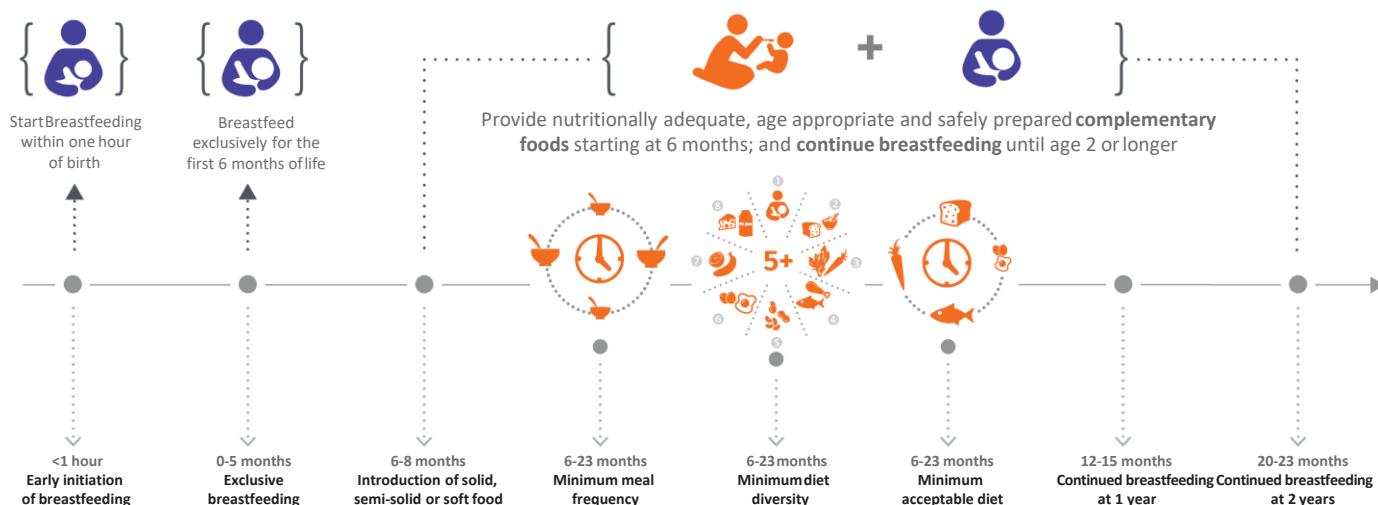 StartBreastfeeding
within one hour
of birth
Breastfeed
exclusively for the
first 6 months of life
Provide nutritionally adequate, age appropriate and safely prepared complementary
foods starting at 6 months; and continue breastfeeding until age 2 or longer
1
2
3
4
5
6
7
8
5+
<1 hour
Early initiation
of breastfeeding
0-5 months
Exclusive
breastfeeding
6-8 months
Introduction of solid,
semi-solid or soft food
6-23 months
Minimum meal
frequency
6-23 months
Minimum diet
diversity
6-23 months
Minimum
acceptable diet
12-15 months
Continued breastfeeding
at 1 year
20-23 months
Continued breastfeeding
at 2 years